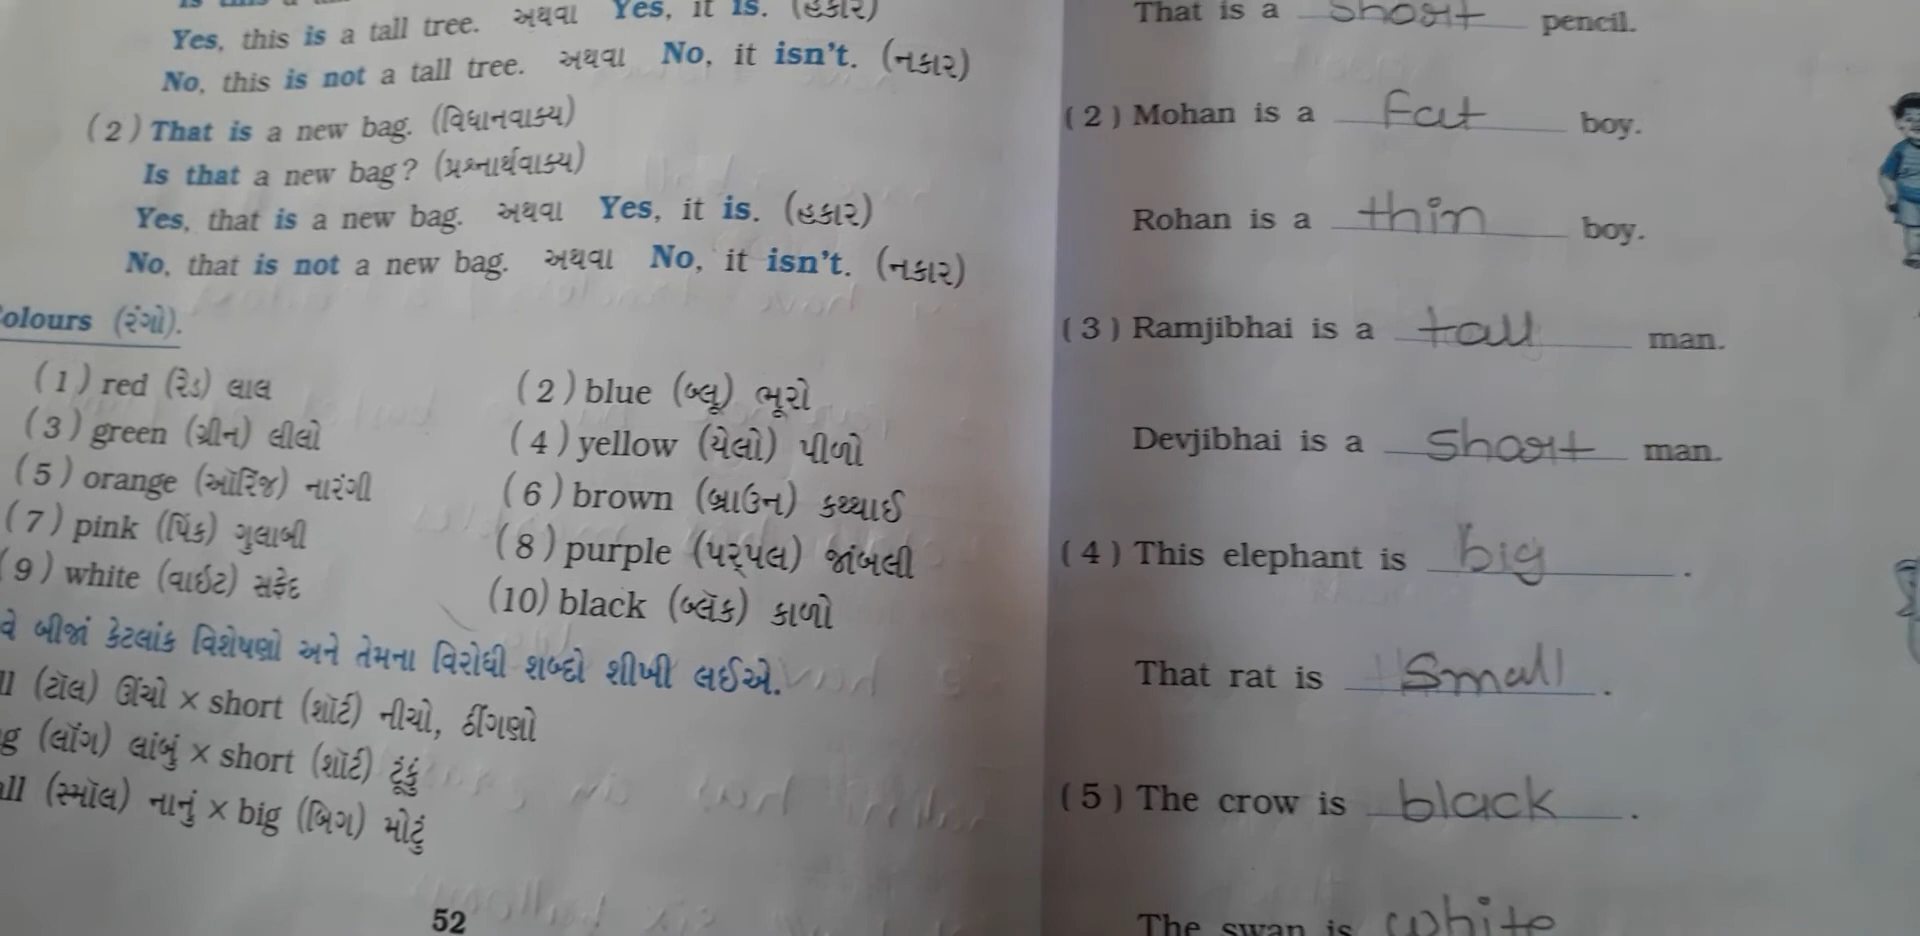 Yes, it is. (હકાર)
Yes, this is a tall tree. અથવા
No, this is not a tall tree. અથવા No, it isn't. (નકાર)
(2) That is a new bag. (વિધાનવાક્ય)
Is that a new bag? (પ્રશ્નાર્થવાક્ય)
Yes, that is a new bag. અથવા Yes, it is. (હકાર)
No, that is not a new bag. અથવા No, it isn't. (નકાર)
olours (રંગો).
(1) red (રેડ) લાલ (2) blue (બ્લૂ) ભૂરો
(3) green (ગ્રીન) લીલો (4) yellow (યેલો) પીળો
(5) orange (ઑરિંજ) નારંગી (6) brown (બ્રાઉન) કથ્થાઈ
(7) pink (પિંક) ગુલાબી (8) purple (પર્પલ) જાંબલી
(9) white (વાઈટ) સફેદ (10) black (બ્લૅક) કાળો
વે બીજાં કેટલાંક વિશેષણો અને તેમના વિરોધી શબ્દો શીખી લઈએ.
ll (ટૉલ) ઊંચો × short (શૉર્ટ) નીચો, ઠીંગણો
g (લૉંગ) લાંબું × short (શૉર્ટ) ટૂંકું
all (સ્મૉલ) નાનું × big (બિગ) મોટું
52
That is a short pencil.
(2) Mohan is a fat boy.
Rohan is a thin boy.
(3) Ramjibhai is a tall man.
Devjibhai is a short man.
(4) This elephant is big.
That rat is small.
(5) The crow is black.
The swan is white